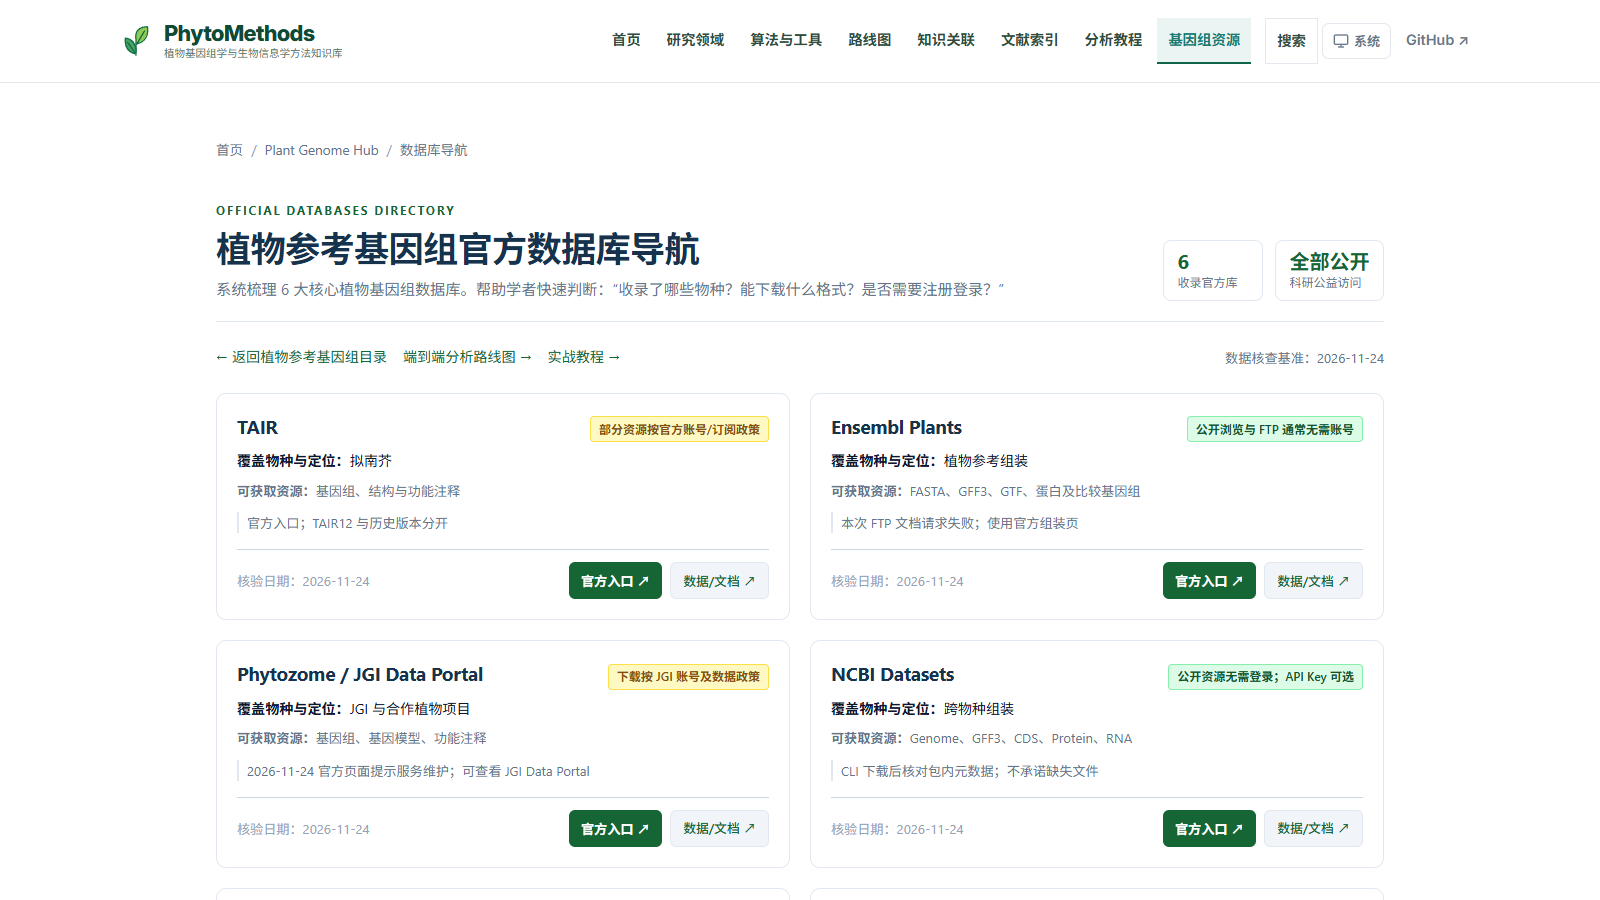 PhytoMethods
植物基因组学与生物信息学方法知识库
首页 研究领域 算法与工具 路线图 知识关联 文献索引 分析教程 基因组资源 搜索 系统 GitHub ↗
首页 / Plant Genome Hub / 数据库导航
OFFICIAL DATABASES DIRECTORY
植物参考基因组官方数据库导航
系统梳理 6 大核心植物基因组数据库。帮助学者快速判断：“收录了哪些物种？能下载什么格式？是否需要注册登录？”
6
收录官方库
全部公开
科研公益访问
← 返回植物参考基因组目录 端到端分析路线图 → 实战教程 →
数据核查基准：2026-11-24
TAIR
部分资源按官方账号/订阅政策
覆盖物种与定位：拟南芥
可获取资源：基因组、结构与功能注释
官方入口；TAIR12 与历史版本分开
核验日期：2026-11-24
官方入口 ↗ 数据/文档 ↗
Ensembl Plants
公开浏览与 FTP 通常无需账号
覆盖物种与定位：植物参考组装
可获取资源：FASTA、GFF3、GTF、蛋白及比较基因组
本次 FTP 文档请求失败；使用官方组装页
核验日期：2026-11-24
官方入口 ↗ 数据/文档 ↗
Phytozome / JGI Data Portal
下载按 JGI 账号及数据政策
覆盖物种与定位：JGI 与合作植物项目
可获取资源：基因组、基因模型、功能注释
2026-11-24 官方页面提示服务维护；可查看 JGI Data Portal
核验日期：2026-11-24
官方入口 ↗ 数据/文档 ↗
NCBI Datasets
公开资源无需登录；API Key 可选
覆盖物种与定位：跨物种组装
可获取资源：Genome、GFF3、CDS、Protein、RNA
CLI 下载后核对包内元数据；不承诺缺失文件
核验日期：2026-11-24
官方入口 ↗ 数据/文档 ↗